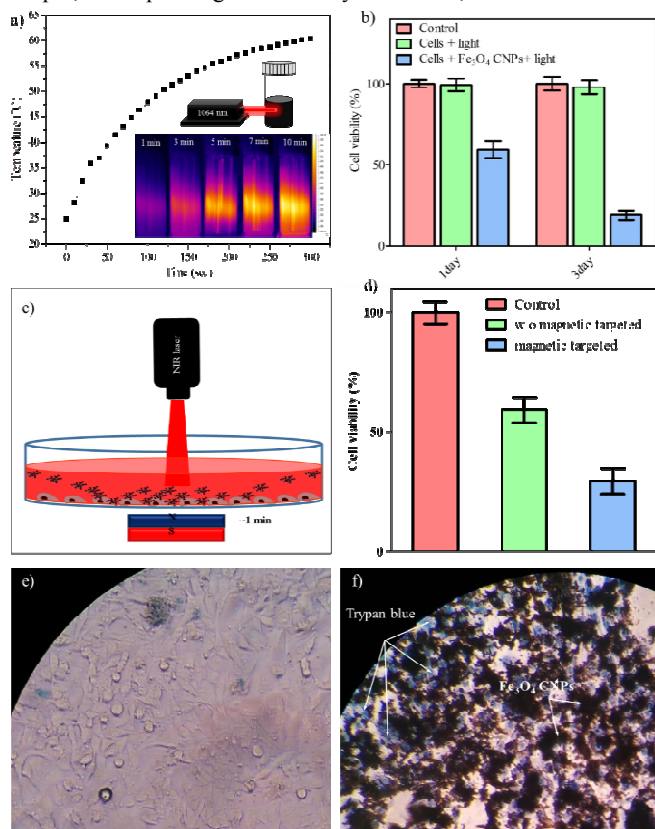 a)
65
60
55
50
45
40
35
30
25
20
1064 nm
1 min 3 min 5 min 7 min 10 min
0 50 100 150 200 250 300
b)
Control
Cells + light
Cells + Fe3O4 CNPs+ light
Cell viability (%)
100
50
0
1day 3day
c)
NIR laser
N
S
~1 min
d)
Control
w/o magnetic targeted
magnetic targeted
Cell viability (%)
100
50
0
e)
f)
Trypan blue
Fe3O4 CNPs